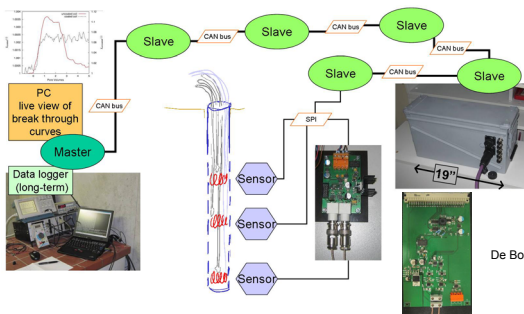 Slave
CAN bus
Slave
CAN bus
Slave
CAN bus
Slave
CAN bus
Slave
CAN bus
PC
live view of
break through
curves
Master
Data logger
(long-term)
SPI
Sensor
Sensor
Sensor
19"
De Bo